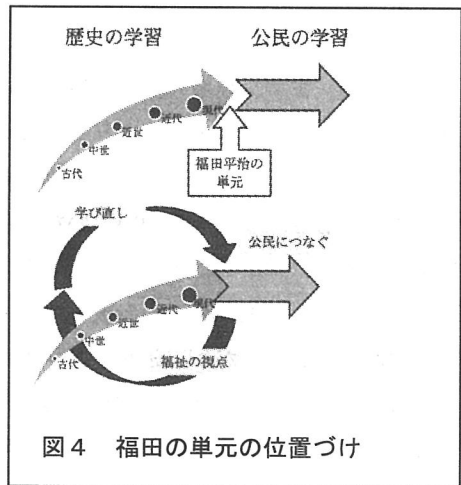 歴史の学習 公民の学習
現代
近代
近世
中世
古代
福田平治の
単元
学び直し
公民につなぐ
現代
近代
近世
中世
古代
福祉の視点
図4 福田の単元の位置づけ